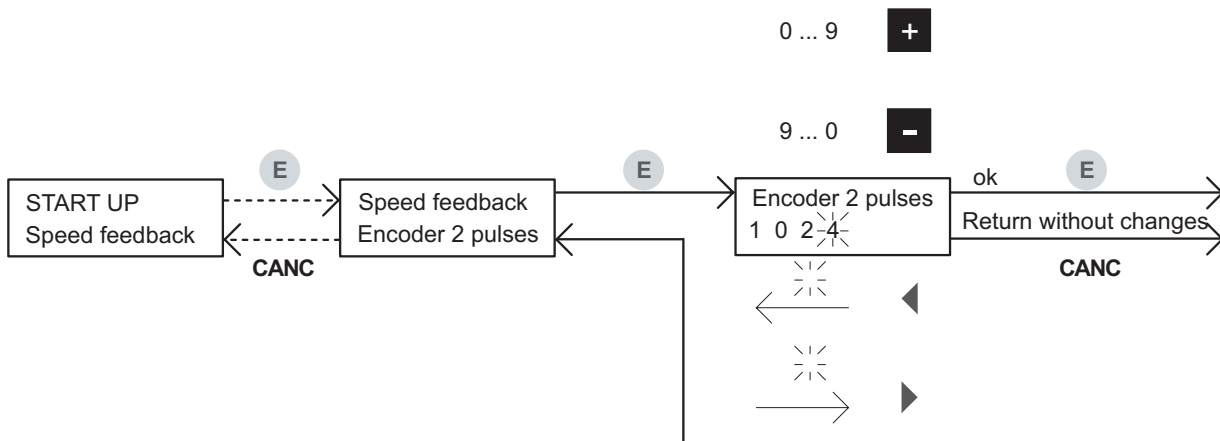 0 ... 9 +
9 ... 0 -
E
E
E
START UP
Speed feedback
CANC
Speed feedback
Encoder 2 pulses
Encoder 2 pulses
1 0 2 4
ok
Return without changes
CANC